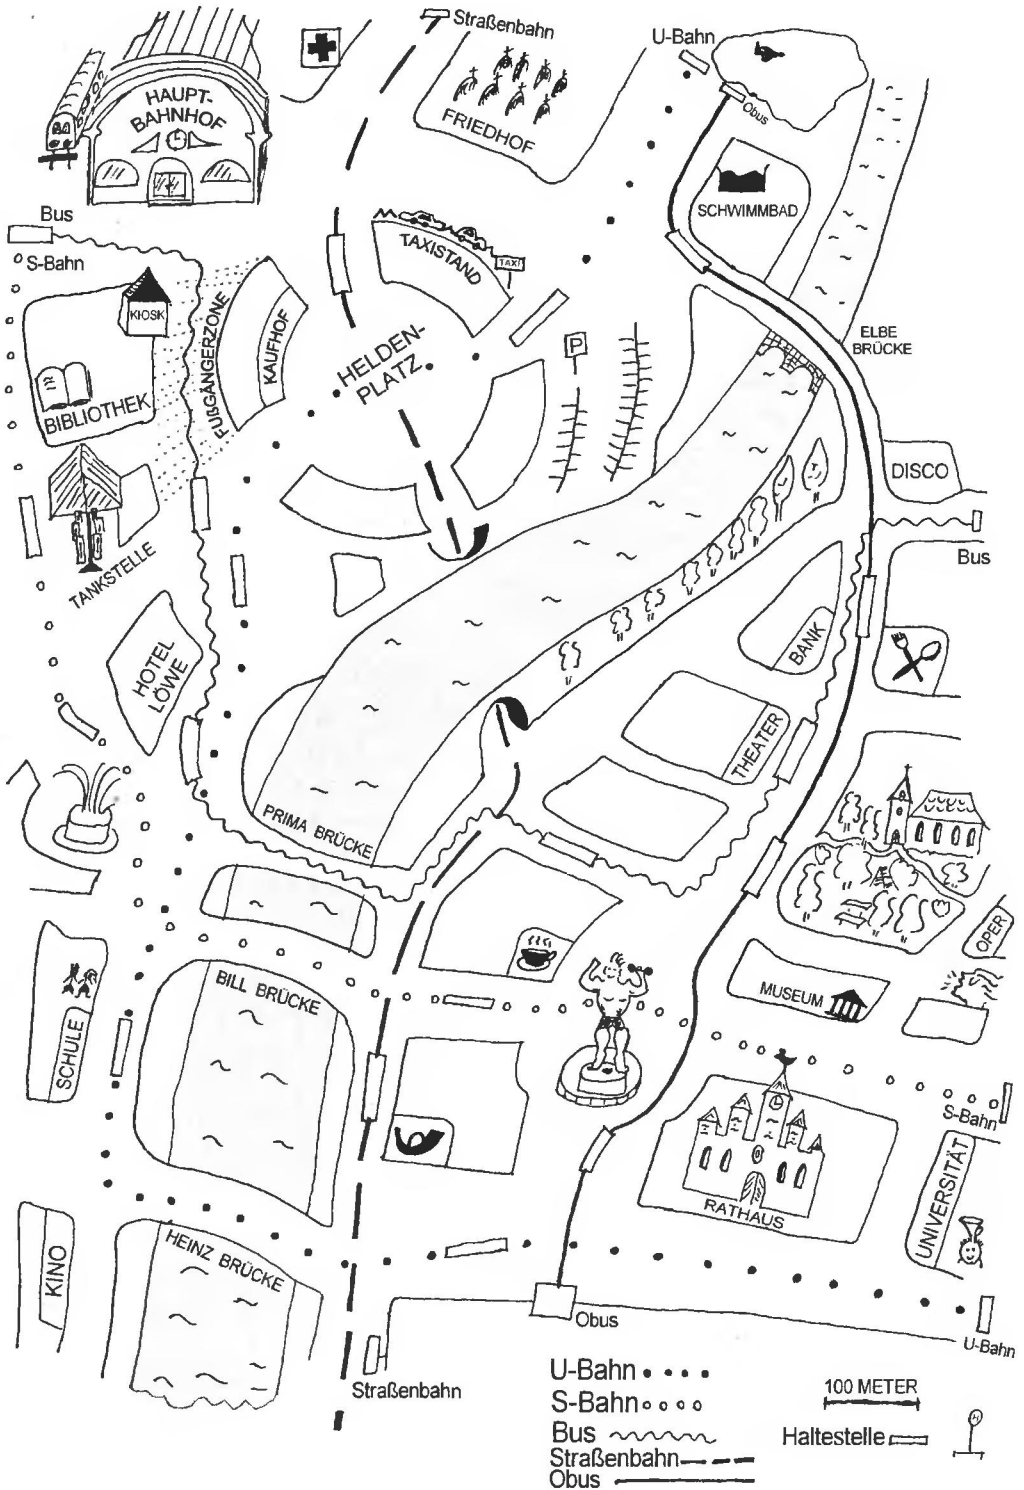 Straßenbahn
U-Bahn
HAUPT-
BAHNHOF
Obus
FRIEDHOF
SCHWIMMBAD
Bus
S-Bahn
TAXISTAND
TAXI
KIOSK
FUßGÄNGERZONE
KAUFHOF
HELDEN-
PLATZ
P
ELBE
BRÜCKE
BIBLIOTHEK
DISCO
TANKSTELLE
Bus
HOTEL
LÖWE
BANK
THEATER
PRIMA BRÜCKE
OPER
BILL BRÜCKE
MUSEUM
SCHULE
S-Bahn
UNIVERSITÄT
RATHAUS
KINO
HEINZ BRÜCKE
Obus
U-Bahn
Straßenbahn
U-Bahn
S-Bahn
Bus
Straßenbahn
Obus
100 METER
Haltestelle
H